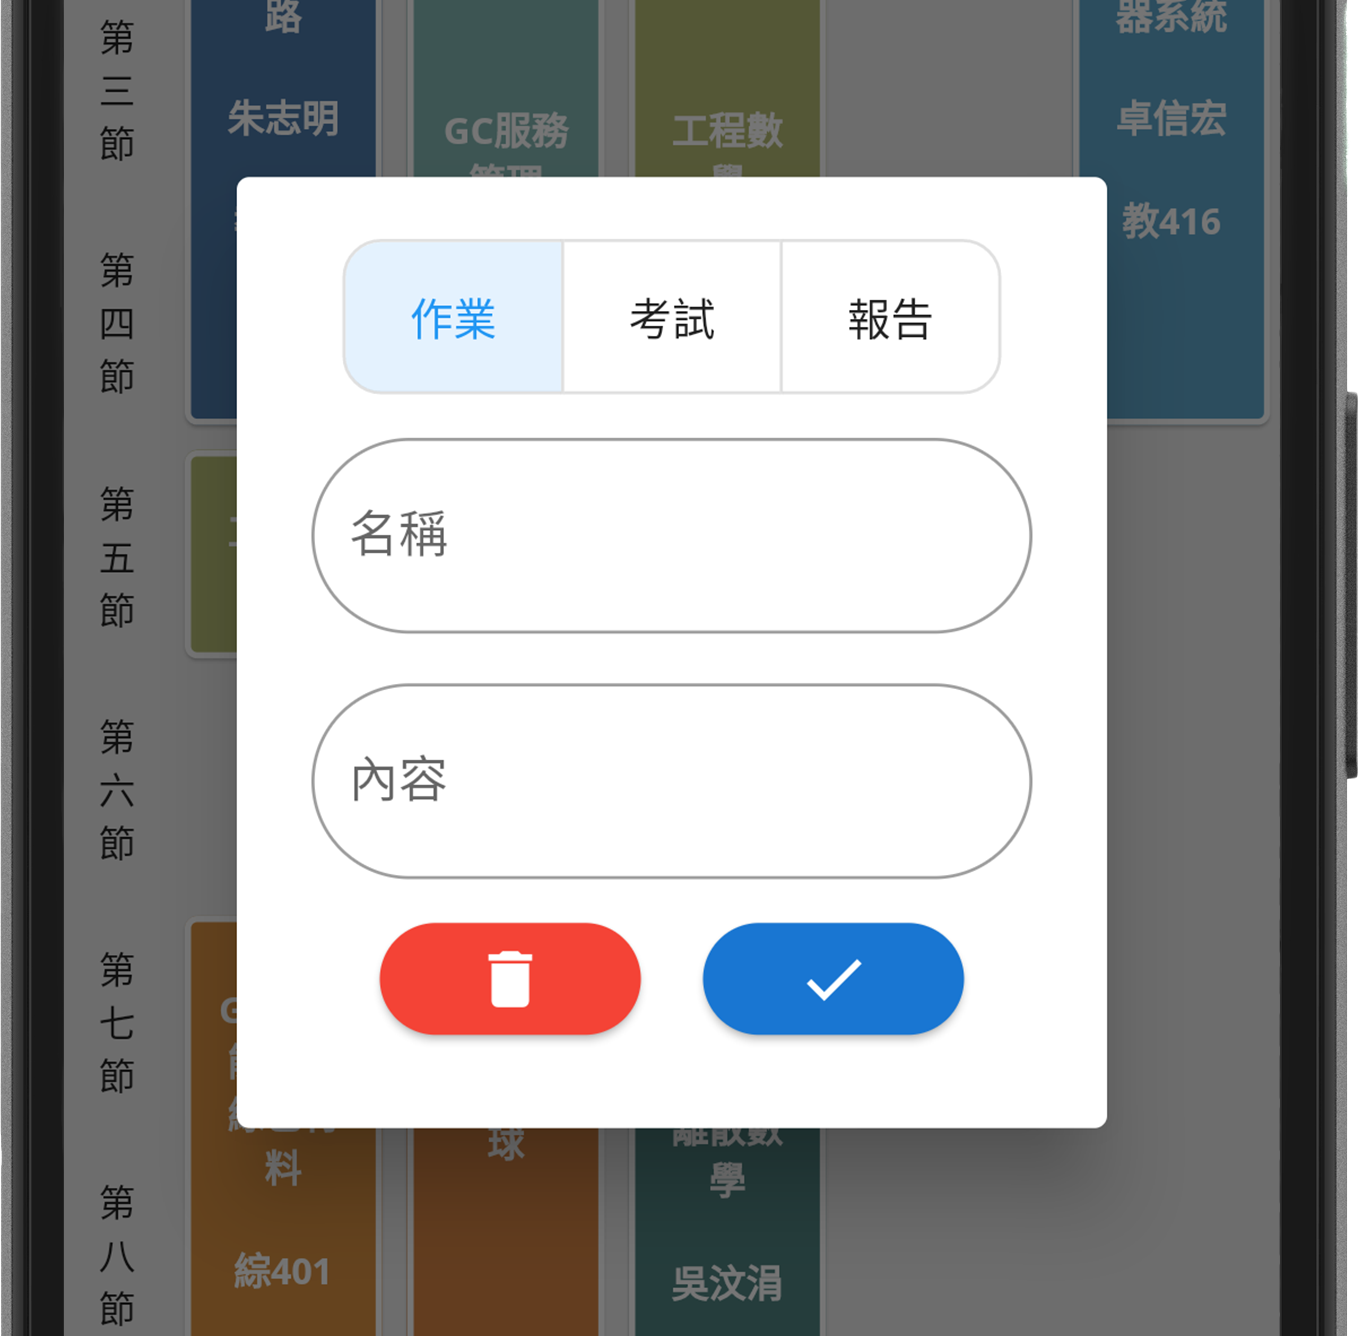 第
三
節
第
四
節
第
五
節
第
六
節
第
七
節
第
八
節
路
朱志明
GC服務
管理
工程數
學
器系統
卓信宏
教416
作業
考試
報告
名稱
內容
料
綜401
球
離散數
學
吳汶涓